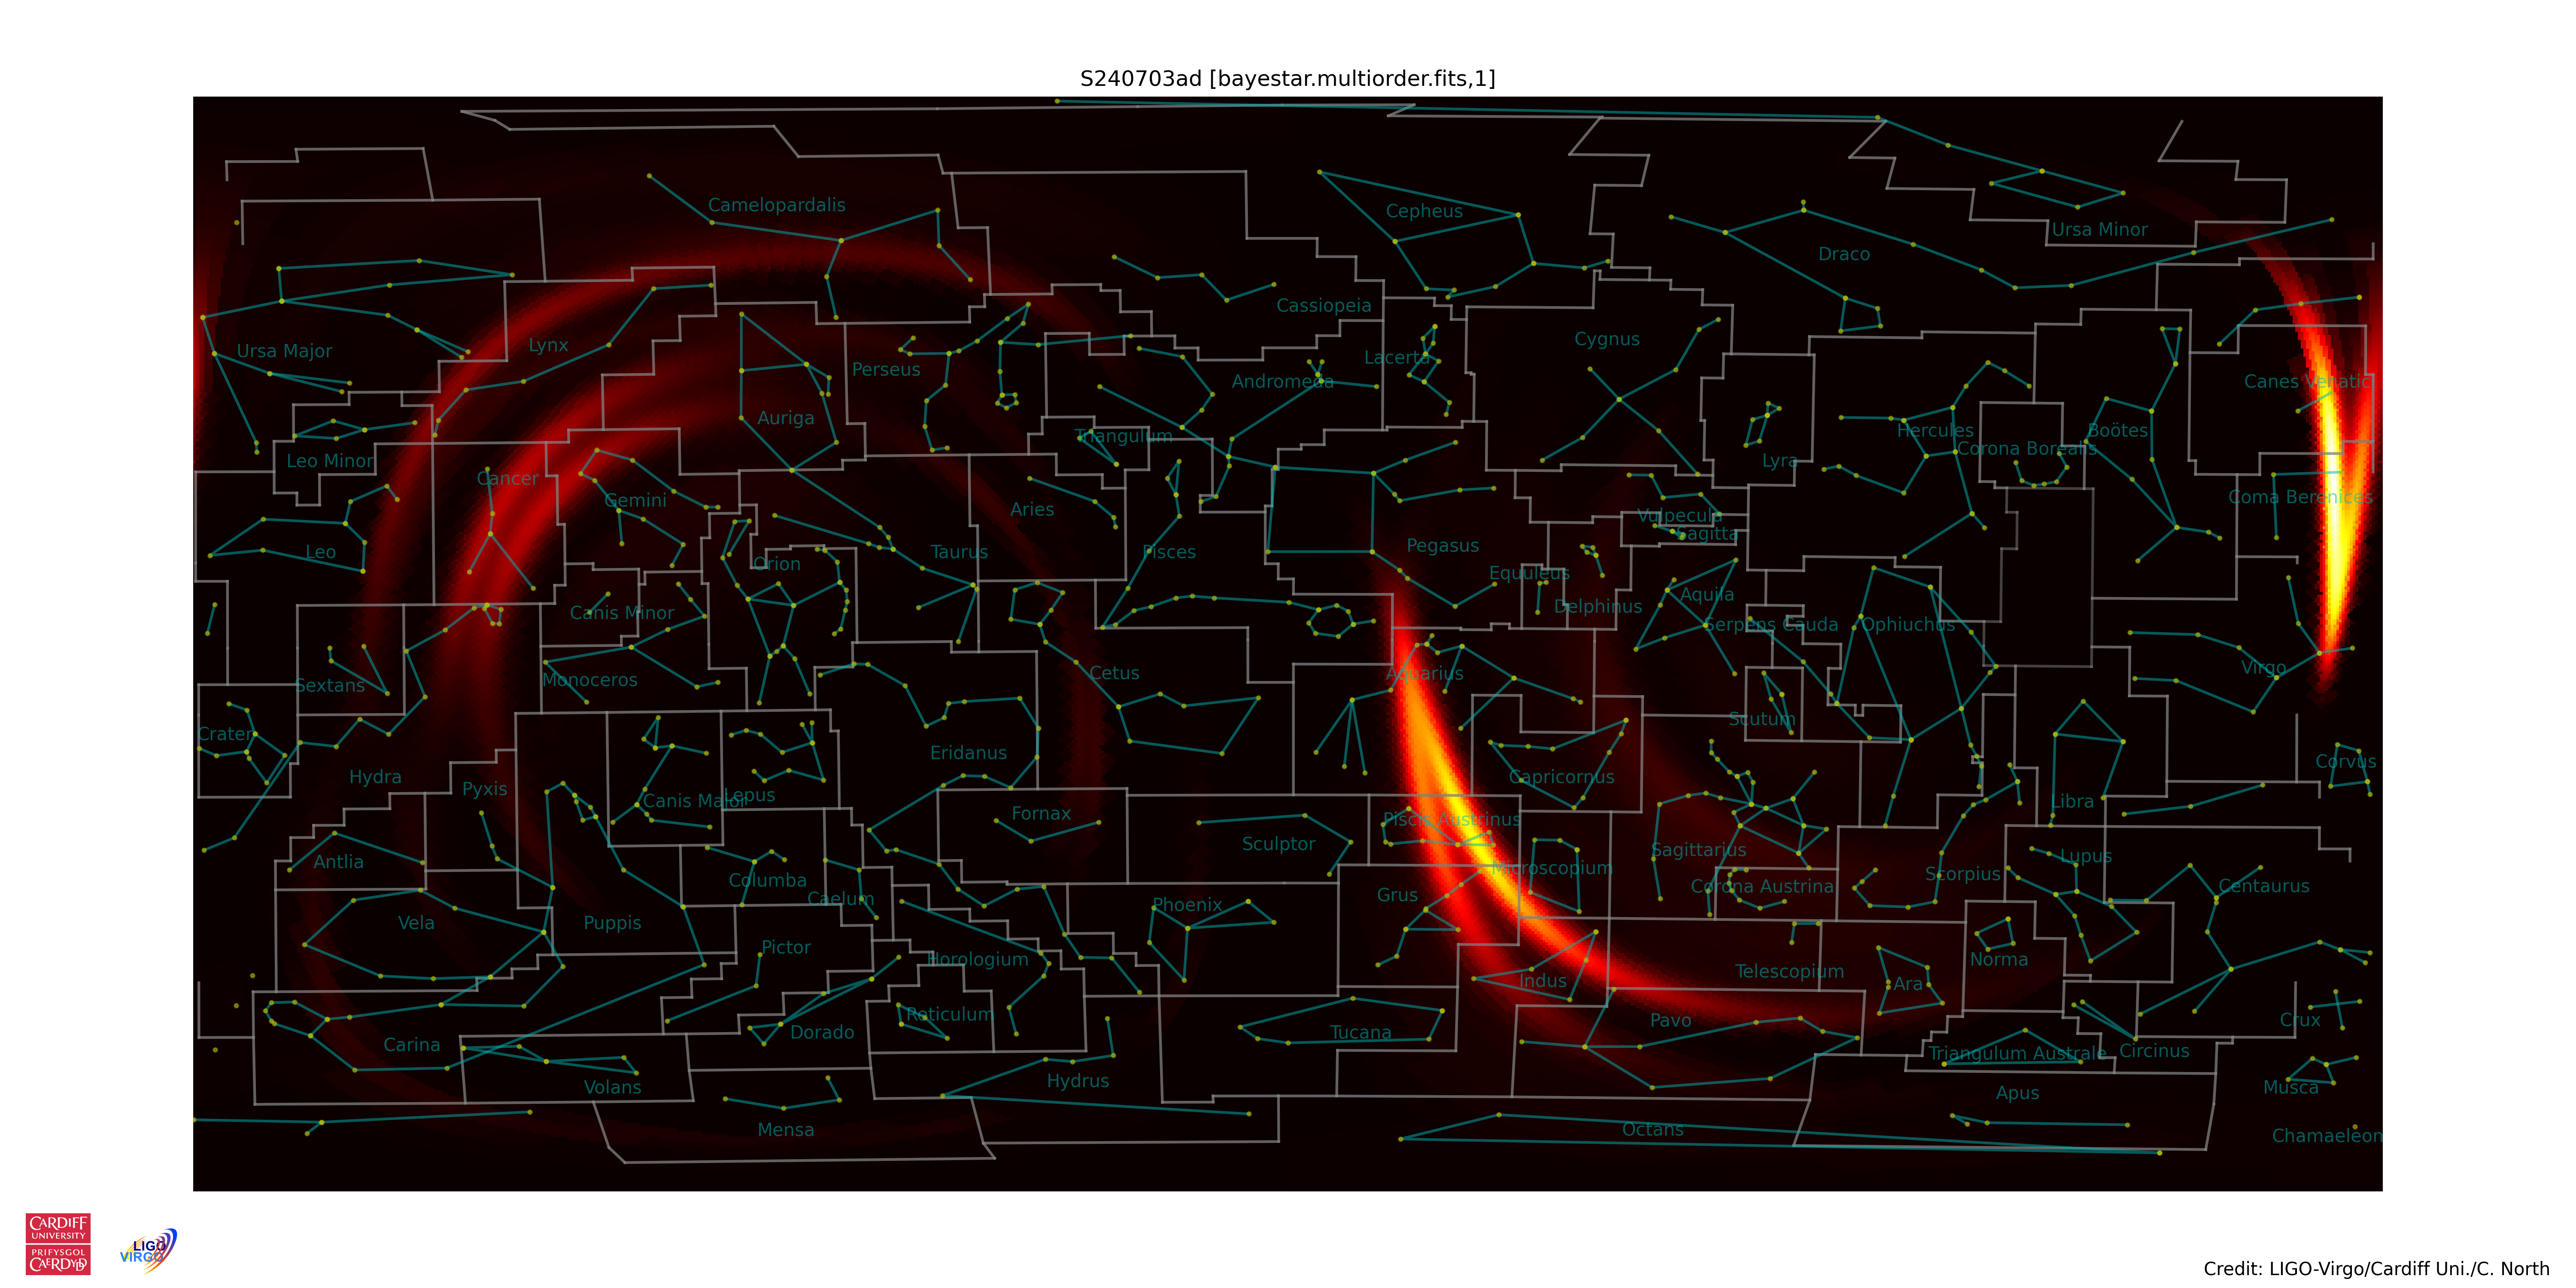 S240703ad [bayestar.multiorder.fits,1]
Camelopardalis
Cepheus
Ursa Minor
Draco
Cassiopeia
Ursa Major
Lynx
Cygnus
Lacerta
Perseus
Andromeda
Canes Venatic
Auriga
Triangulum
Hercules
Boötes
Corona Borealis
Leo Minor
Lyra
Cancer
Gemini
Coma Berenices
Aries
Vulpecula
Sagitta
Leo
Orion
Taurus
Pisces
Pegasus
Equuleus
Canis Minor
Delphinus
Aquila
Serpens Cauda
Ophiuchus
Sextans
Monoceros
Cetus
Aquarius
Virgo
Crater
Scutum
Eridanus
Hydra
Pyxis
Capricornus
Corvus
Canis Major
Lepus
Libra
Fornax
Piscis Austrinus
Sculptor
Antlia
Sagittarius
Lupus
Microscopium
Columba
Caelum
Grus
Corona Austrina
Scorpius
Centaurus
Vela
Puppis
Phoenix
Pictor
Horologium
Indus
Telescopium
Ara
Norma
Reticulum
Dorado
Tucana
Pavo
Crux
Carina
Triangulum Australe
Circinus
Volans
Hydrus
Apus
Musca
Mensa
Octans
Chamaeleon
CARDIFF
UNIVERSITY
PRIFYSGOL
CAERDYDD
LIGO
VIRGO
Credit: LIGO-Virgo/Cardiff Uni./C. North